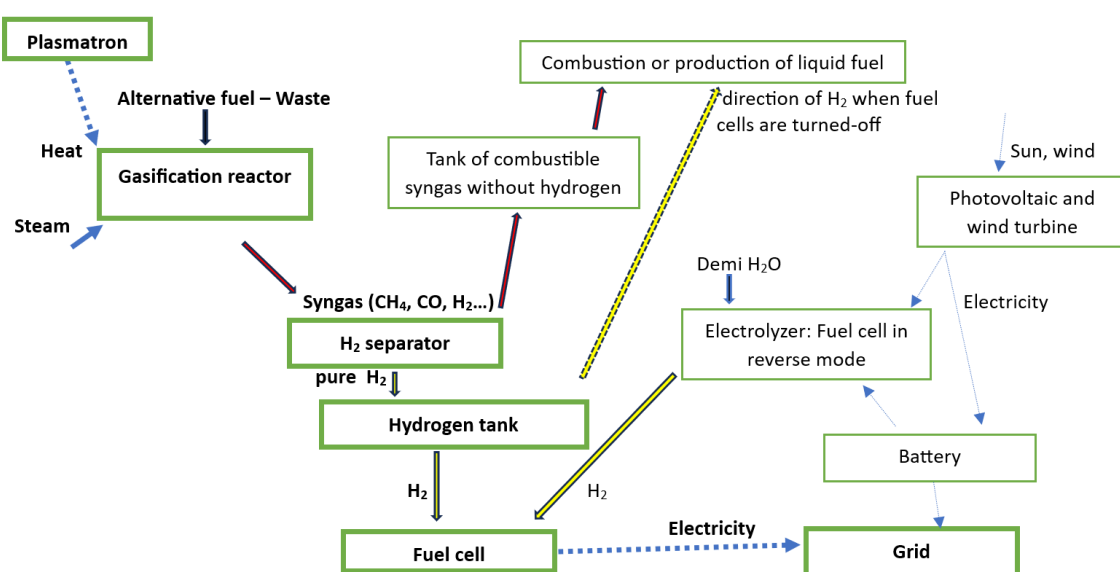 Plasmatron
Alternative fuel – Waste
Heat
Gasification reactor
Steam
Combustion or production of liquid fuel
direction of H₂ when fuel
cells are turned-off
Tank of combustible
syngas without hydrogen
Sun, wind
Photovoltaic and
wind turbine
Demi H₂O
Electricity
Syngas (CH₄, CO, H₂...)
H₂ separator
Electrolyzer: Fuel cell in
reverse mode
pure H₂
Hydrogen tank
Battery
H₂
H₂
Electricity
Fuel cell
Grid